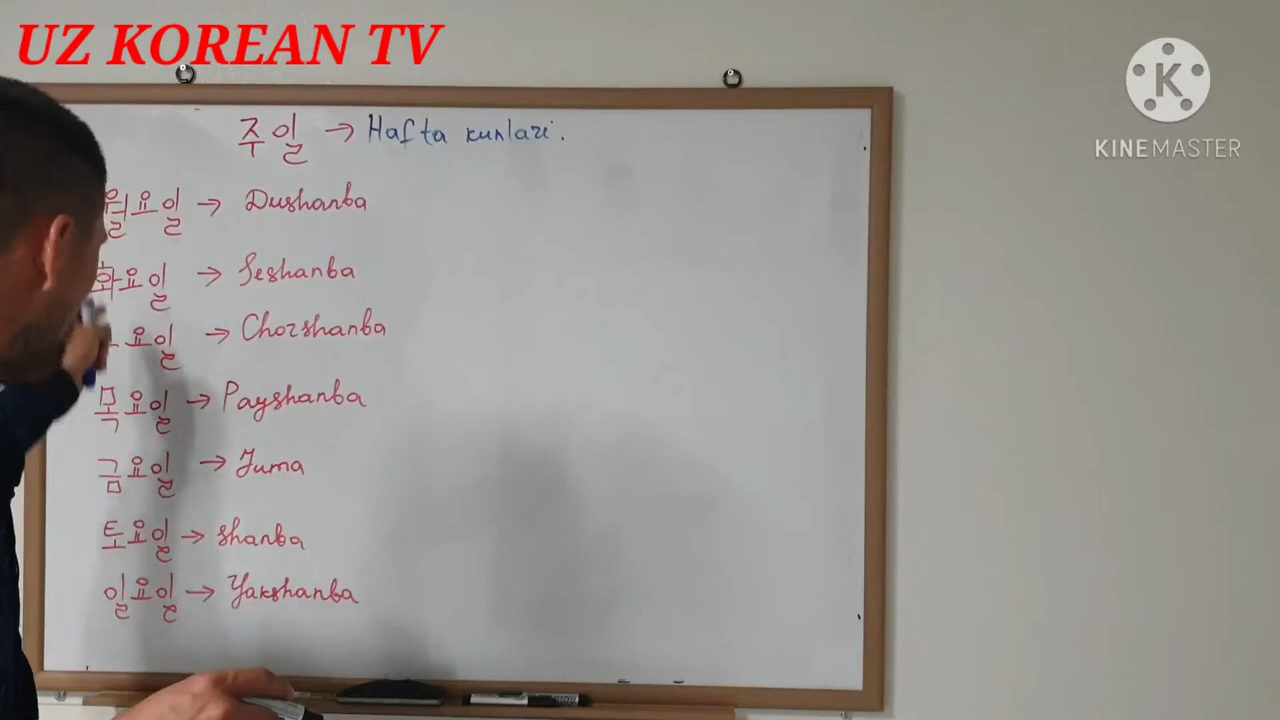 UZ KOREAN TV
K
KINEMASTER
주일 → Hafta kunlari.
월요일 → Dushanba
화요일 → Seshanba
요일 → Chorshanba
목요일 → Payshanba
금요일 → Juma
토요일 → shanba
일요일 → Yakshanba